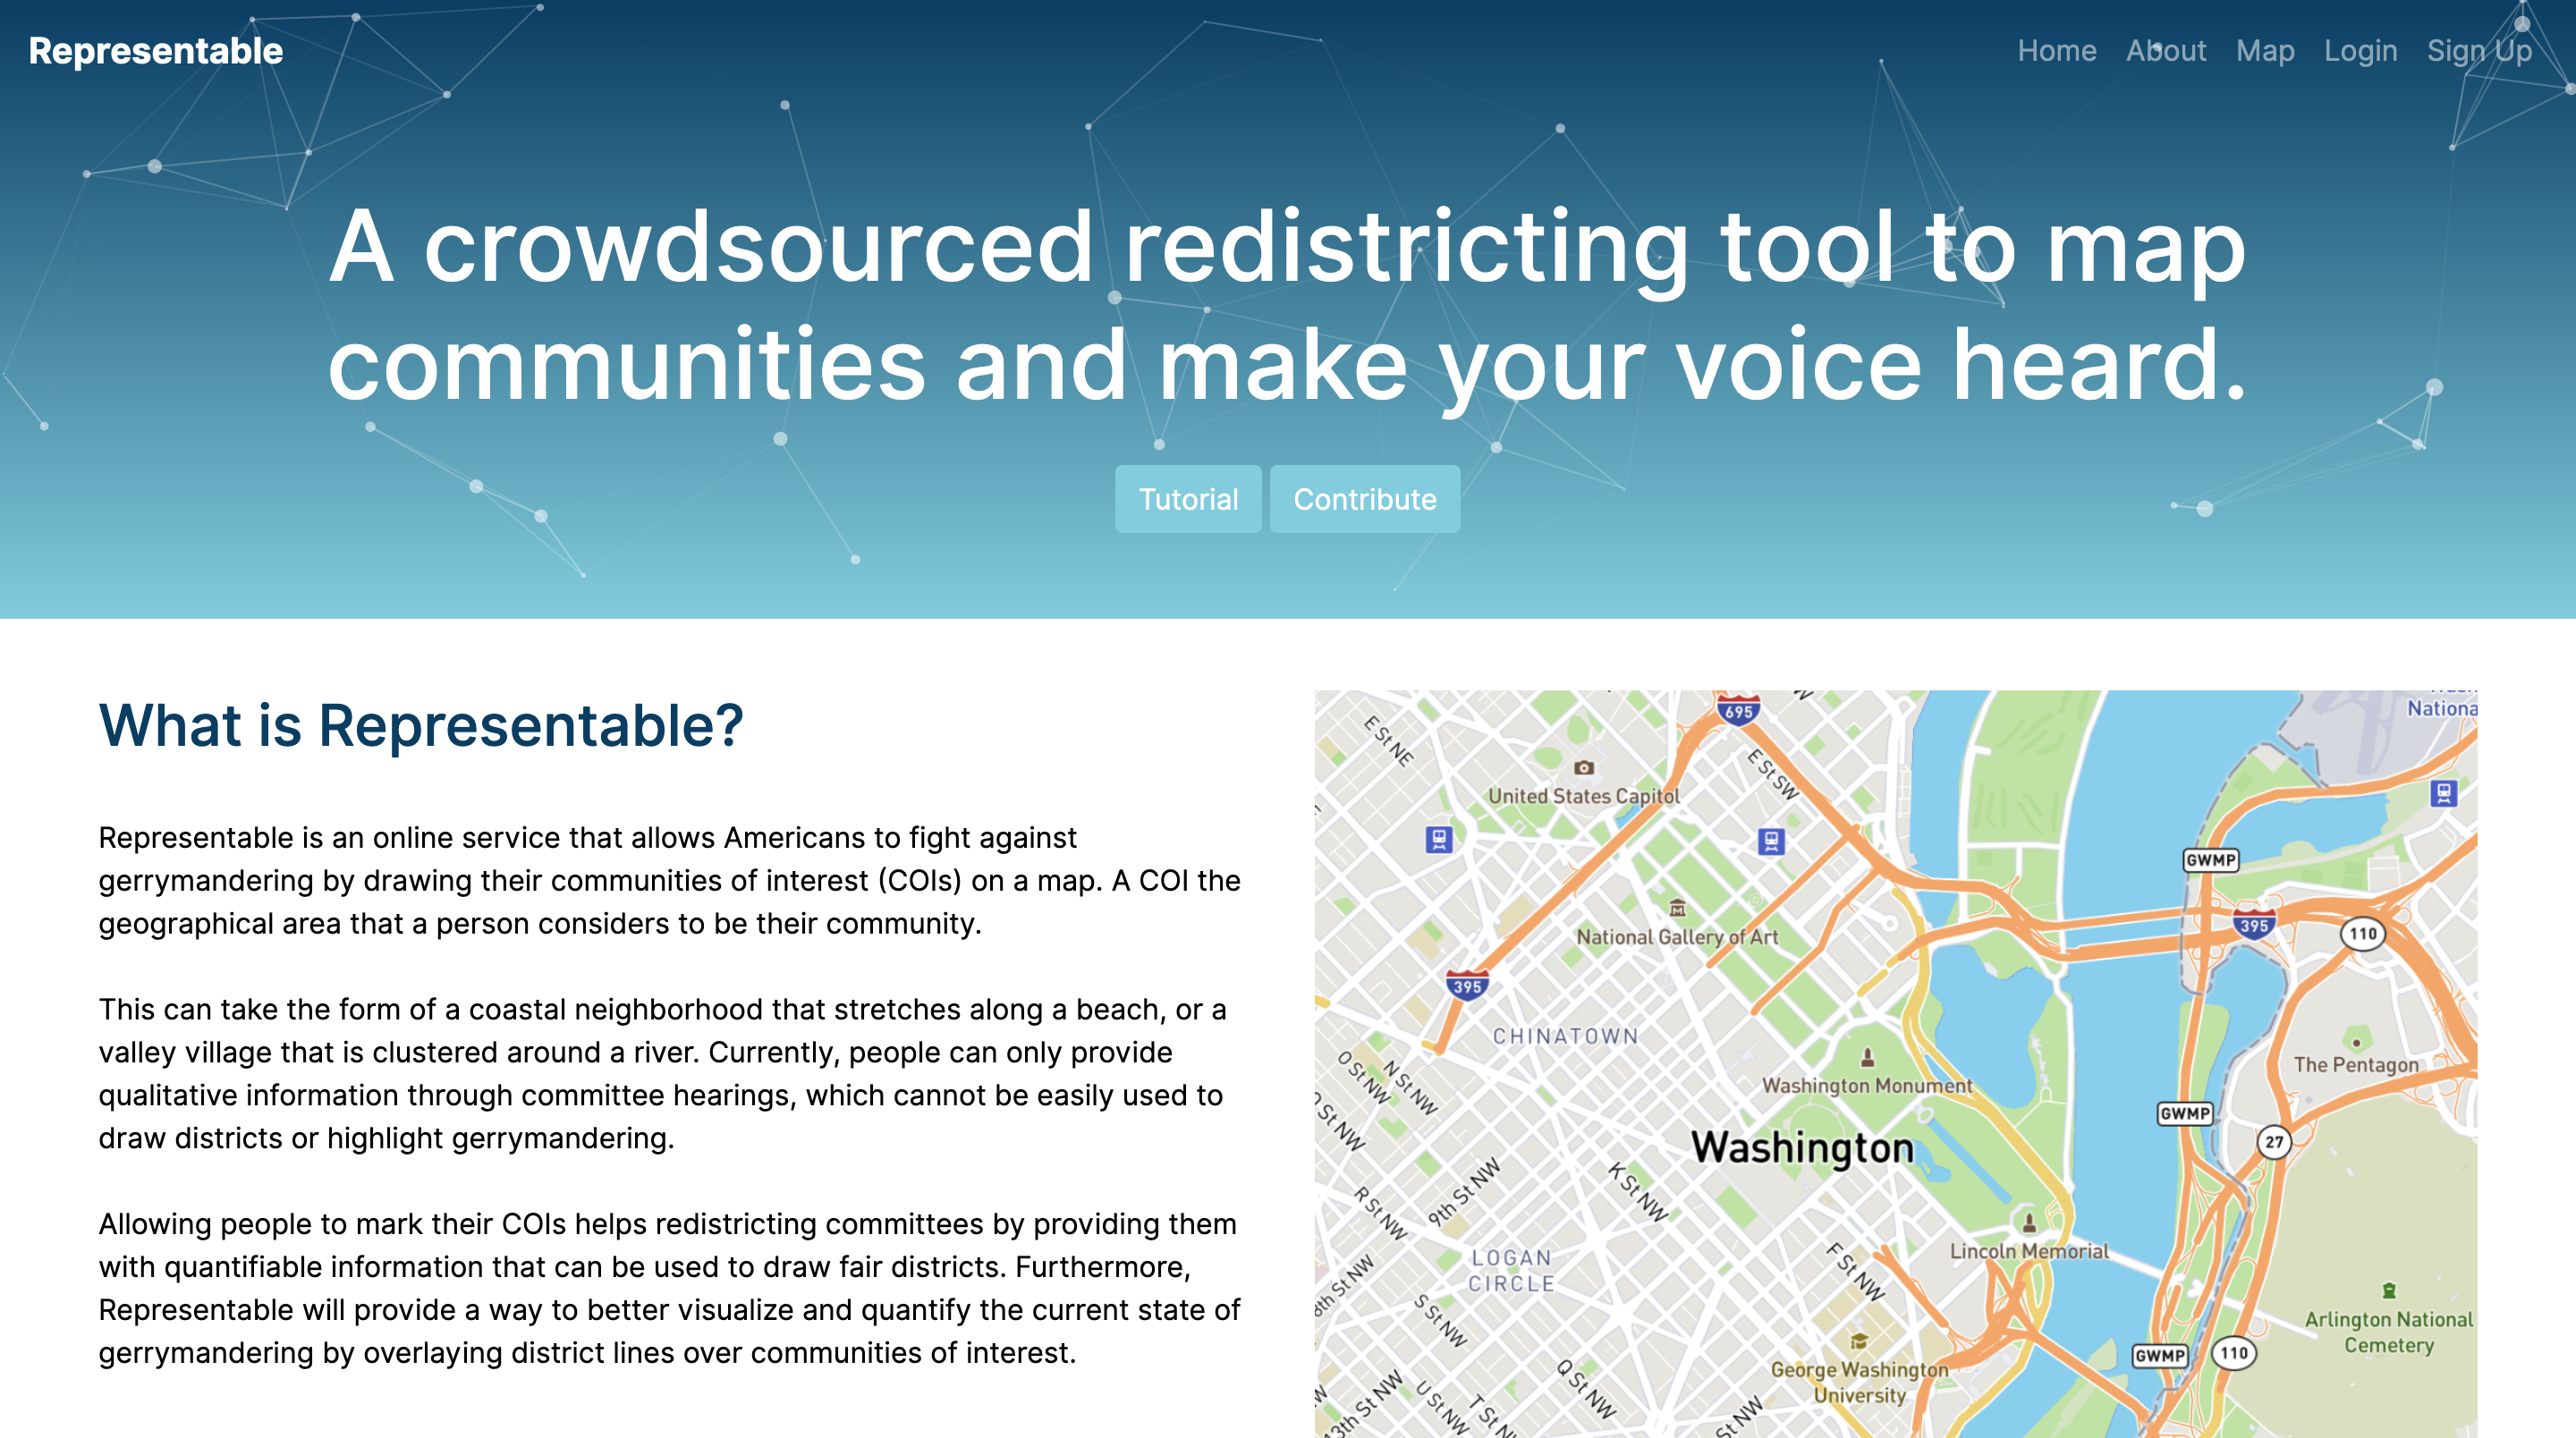 Representable
Home About Map Login Sign Up
A crowdsourced redistricting tool to map
communities and make your voice heard.
Tutorial Contribute
What is Representable?
Representable is an online service that allows Americans to fight against
gerrymandering by drawing their communities of interest (COIs) on a map. A COI the
geographical area that a person considers to be their community.
This can take the form of a coastal neighborhood that stretches along a beach, or a
valley village that is clustered around a river. Currently, people can only provide
qualitative information through committee hearings, which cannot be easily used to
draw districts or highlight gerrymandering.
Allowing people to mark their COIs helps redistricting committees by providing them
with quantifiable information that can be used to draw fair districts. Furthermore,
Representable will provide a way to better visualize and quantify the current state of
gerrymandering by overlaying district lines over communities of interest.
695
Nationa
E St NE
E St SW
United States Capitol
GWMP
National Gallery of Art
395
110
395
CHINATOWN
O St NW
N St NW
The Pentagon
Washington Monument
St NW
GWMP
27
Washington
9th St NW
K St NW
R St NW
Lincoln Memorial
LOGAN
CIRCLE
F St NW
8th St NW
S St NW
Arlington National
Cemetery
GWMP
110
George Washington
University
Q St NW
13th St NW
U St NW
T St N
St NW